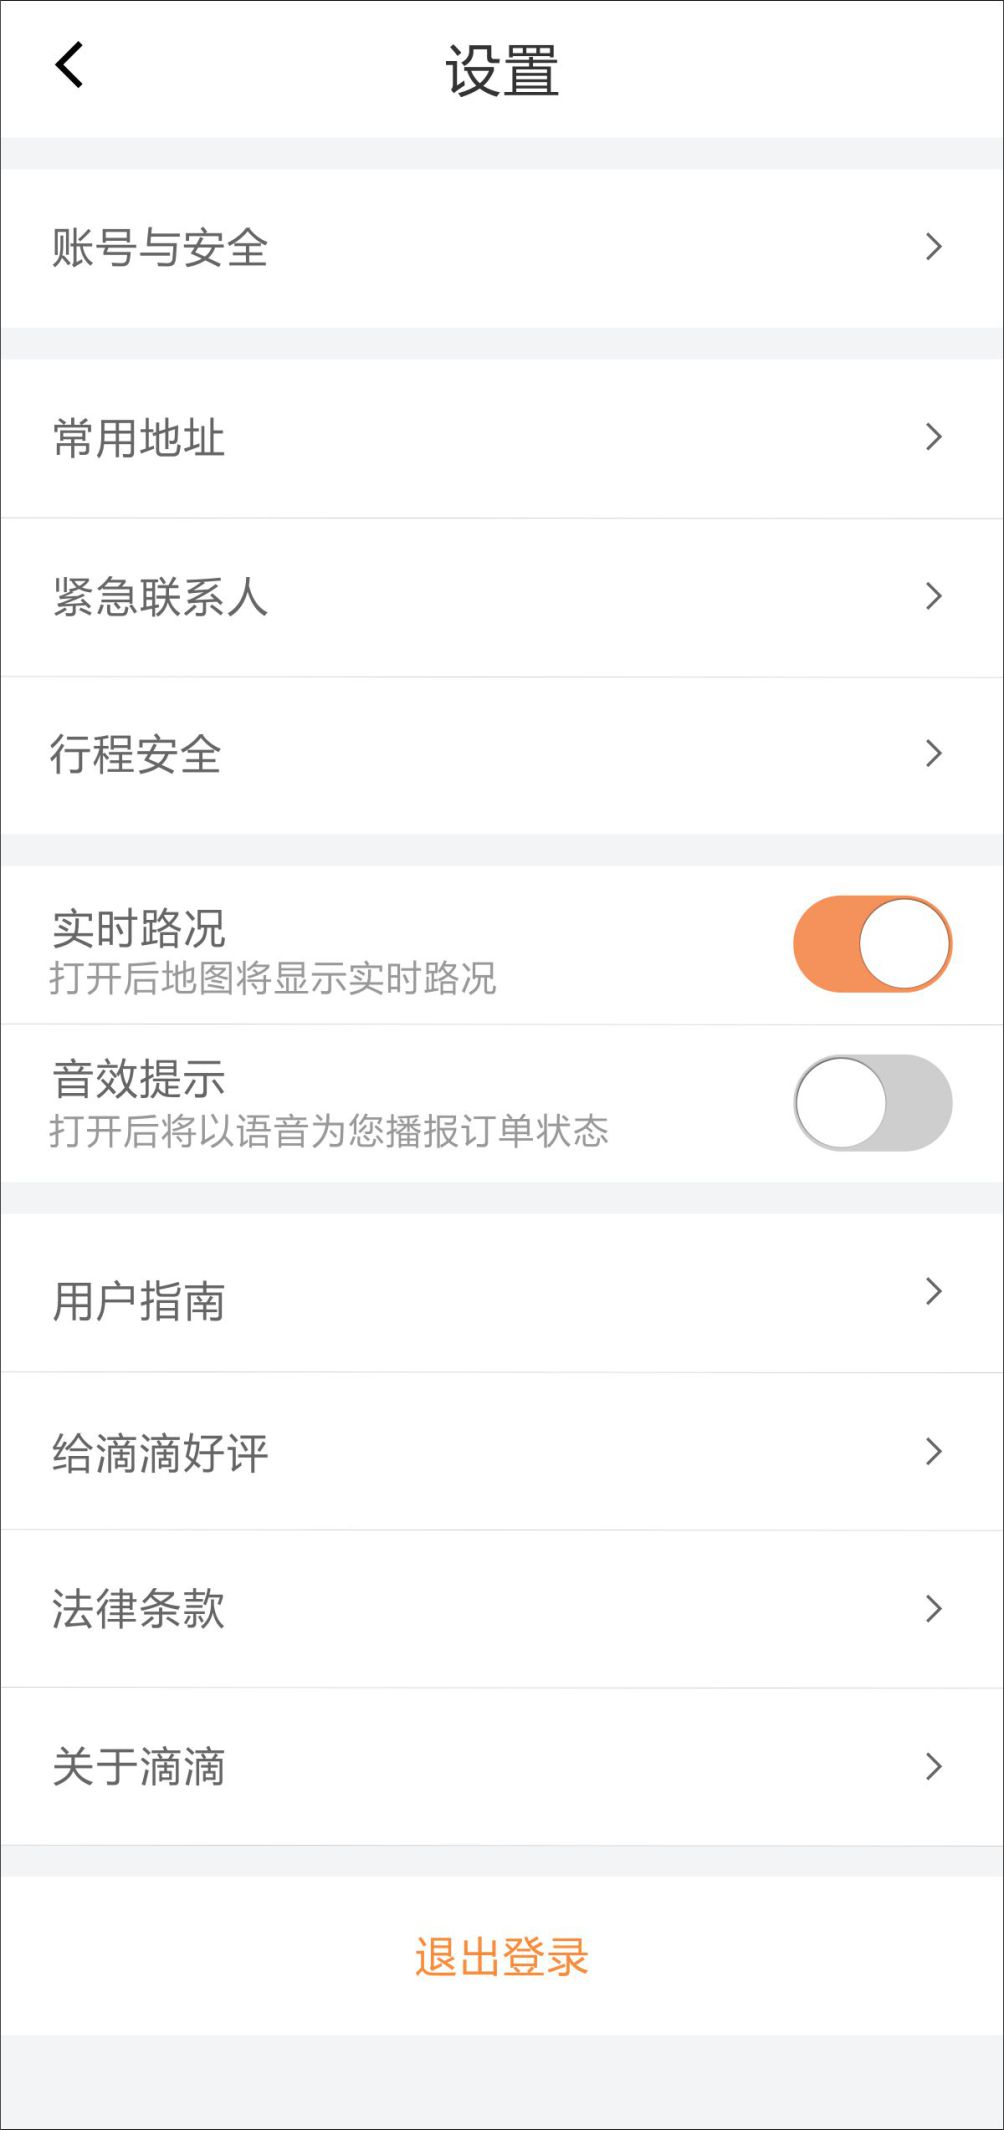 设置
账号与安全
常用地址
紧急联系人
行程安全
实时路况
打开后地图将显示实时路况
音效提示
打开后将以语音为您播报订单状态
用户指南
给滴滴好评
法律条款
关于滴滴
退出登录